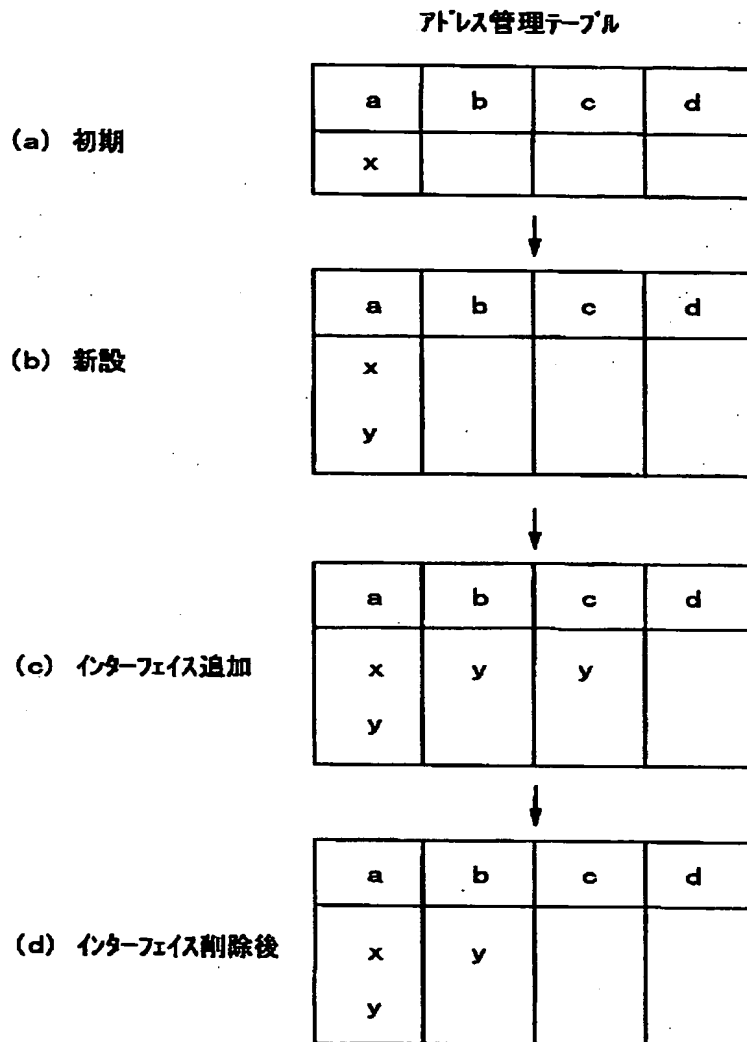 アドレス管理テーブル
a b c d
(a) 初期
x
a b c d
(b) 新設
x
y
a b c d
(c) インターフェイス追加
x y y
y
a b c d
(d) インターフェイス削除後
x y
y